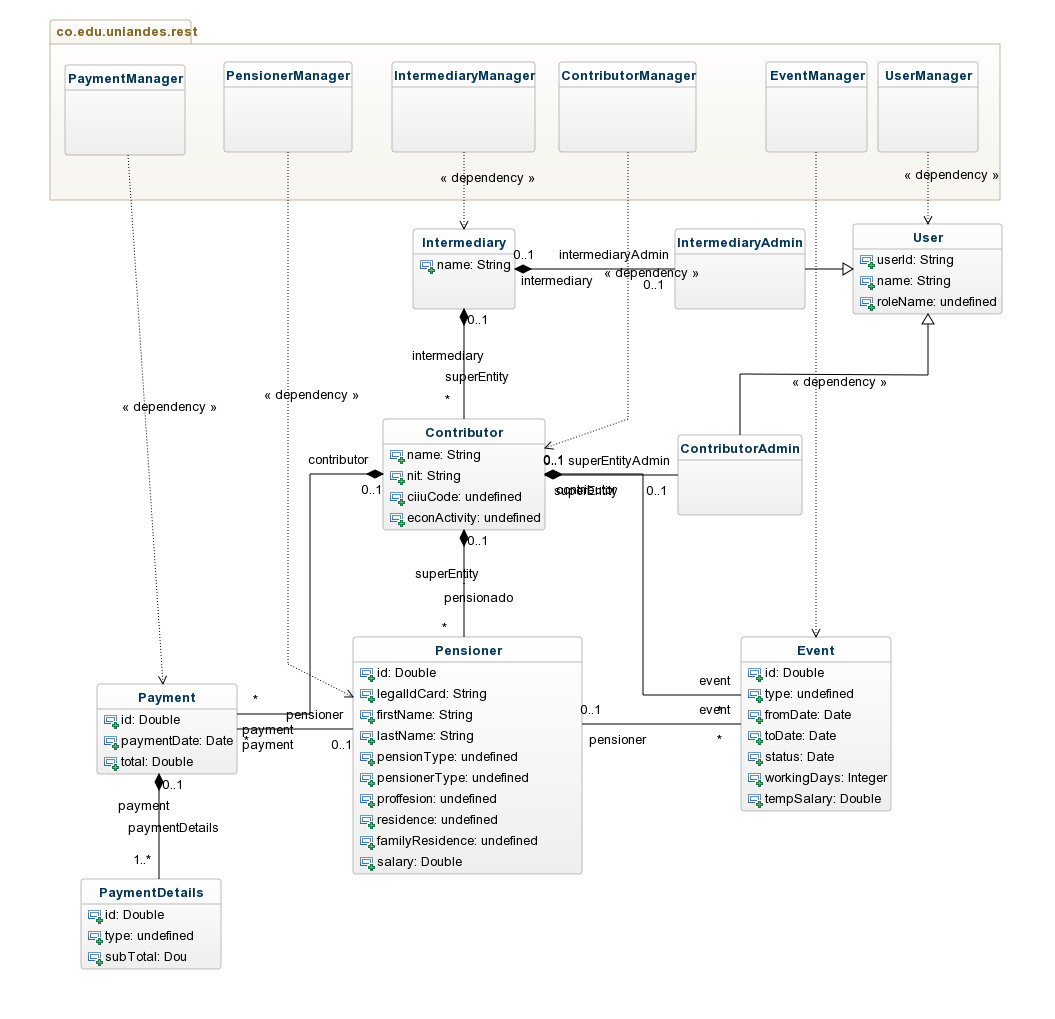 co.edu.uniandes.rest
PaymentManager
PensionerManager
IntermediaryManager
ContributorManager
EventManager
UserManager
« dependency »
« dependency »
Intermediary
name: String
0..1
intermediaryAdmin
« dependency »
intermediary
0..1
IntermediaryAdmin
User
userId: String
name: String
roleName: undefined
0..1
intermediary
superEntity
*
« dependency »
« dependency »
« dependency »
Contributor
name: String
nit: String
ciiuCode: undefined
econActivity: undefined
contributor
0..1
0..1
superEntityAdmin
contributor
superEntity
0..1
ContributorAdmin
0..1
superEntity
pensionado
*
Pensioner
id: Double
legalIdCard: String
firstName: String
lastName: String
pensionType: undefined
pensionerType: undefined
proffesion: undefined
residence: undefined
familyResidence: undefined
salary: Double
Event
id: Double
type: undefined
fromDate: Date
toDate: Date
status: Date
workingDays: Integer
tempSalary: Double
event
event
*
*
0..1
pensioner
Payment
id: Double
paymentDate: Date
total: Double
*
pensioner
payment
*
payment
0..1
0..1
payment
paymentDetails
1..*
PaymentDetails
id: Double
type: undefined
subTotal: Dou